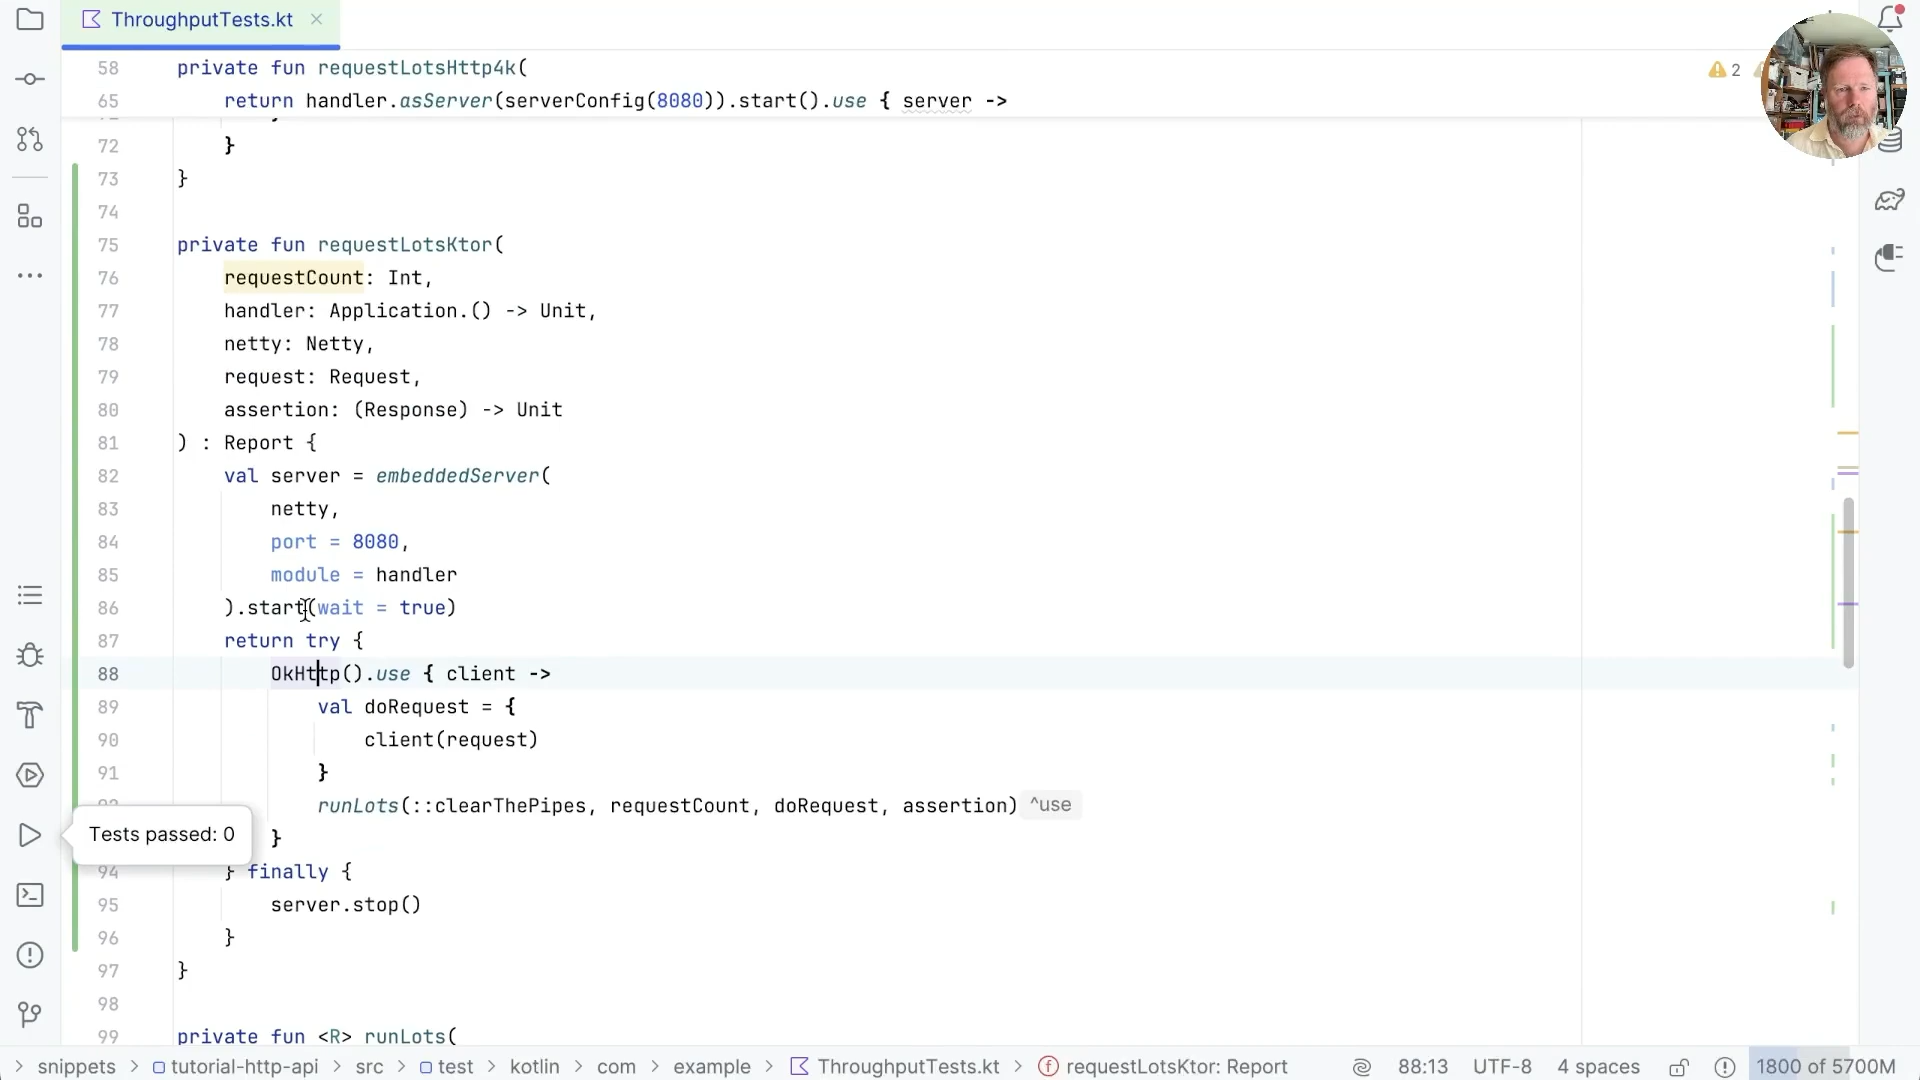 ThroughputTests.kt
58 private fun requestLotsHttp4k(
65 return handler.asServer(serverConfig(8080)).start().use { server ->
2
72 }
73 }
74
75 private fun requestLotsKtor(
76 requestCount: Int,
77 handler: Application.() -> Unit,
78 netty: Netty,
79 request: Request,
80 assertion: (Response) -> Unit
81 ) : Report {
82 val server = embeddedServer(
83 netty,
84 port = 8080,
85 module = handler
86 ).start(wait = true)
87 return try {
88 OkHttp().use { client ->
89 val doRequest = {
90 client(request)
91 }
runLots(::clearThePipes, requestCount, doRequest, assertion) ^use
Tests passed: 0
}
94 } finally {
95 server.stop()
96 }
97 }
98
99 private fun <R> runLots(
snippets > tutorial-http-api > src > test > kotlin > com > example > ThroughputTests.kt > requestLotsKtor: Report 88:13 UTF-8 4 spaces 1800 of 5700M